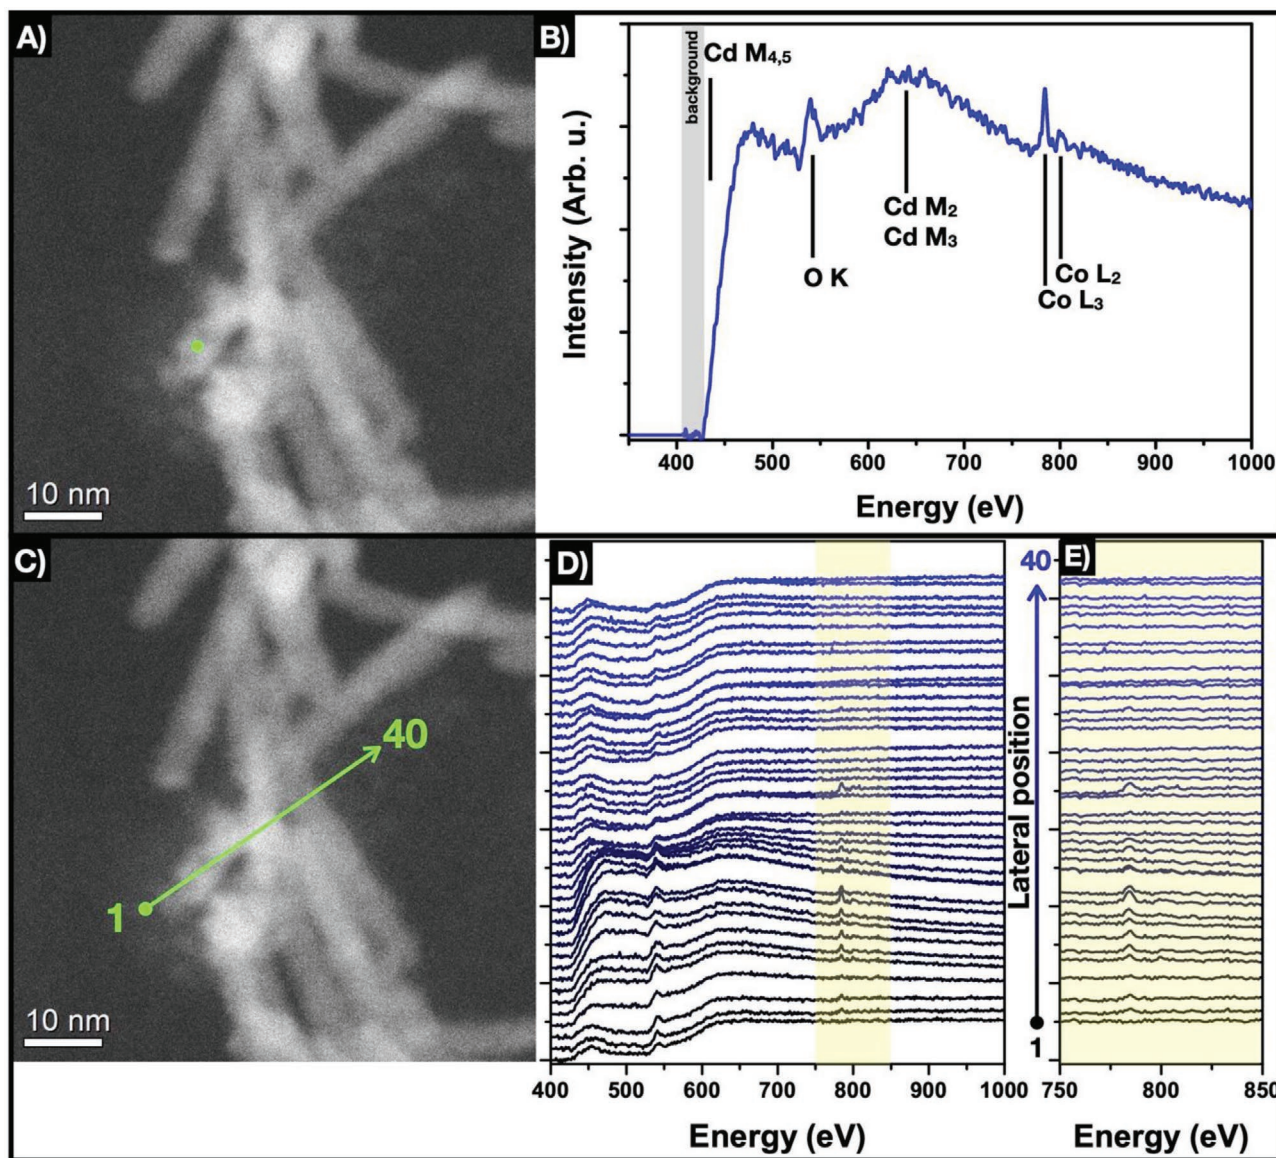 A)
10 nm
B)
background
Cd M4,5
O K
Cd M2
Cd M3
Co L2
Co L3
Intensity (Arb. u.)
400 500 600 700 800 900 1000
Energy (eV)
C)
1
40
10 nm
D)
400 500 600 700 800 900 1000
Energy (eV)
40
Lateral position
1
E)
750 800 850
Energy (eV)